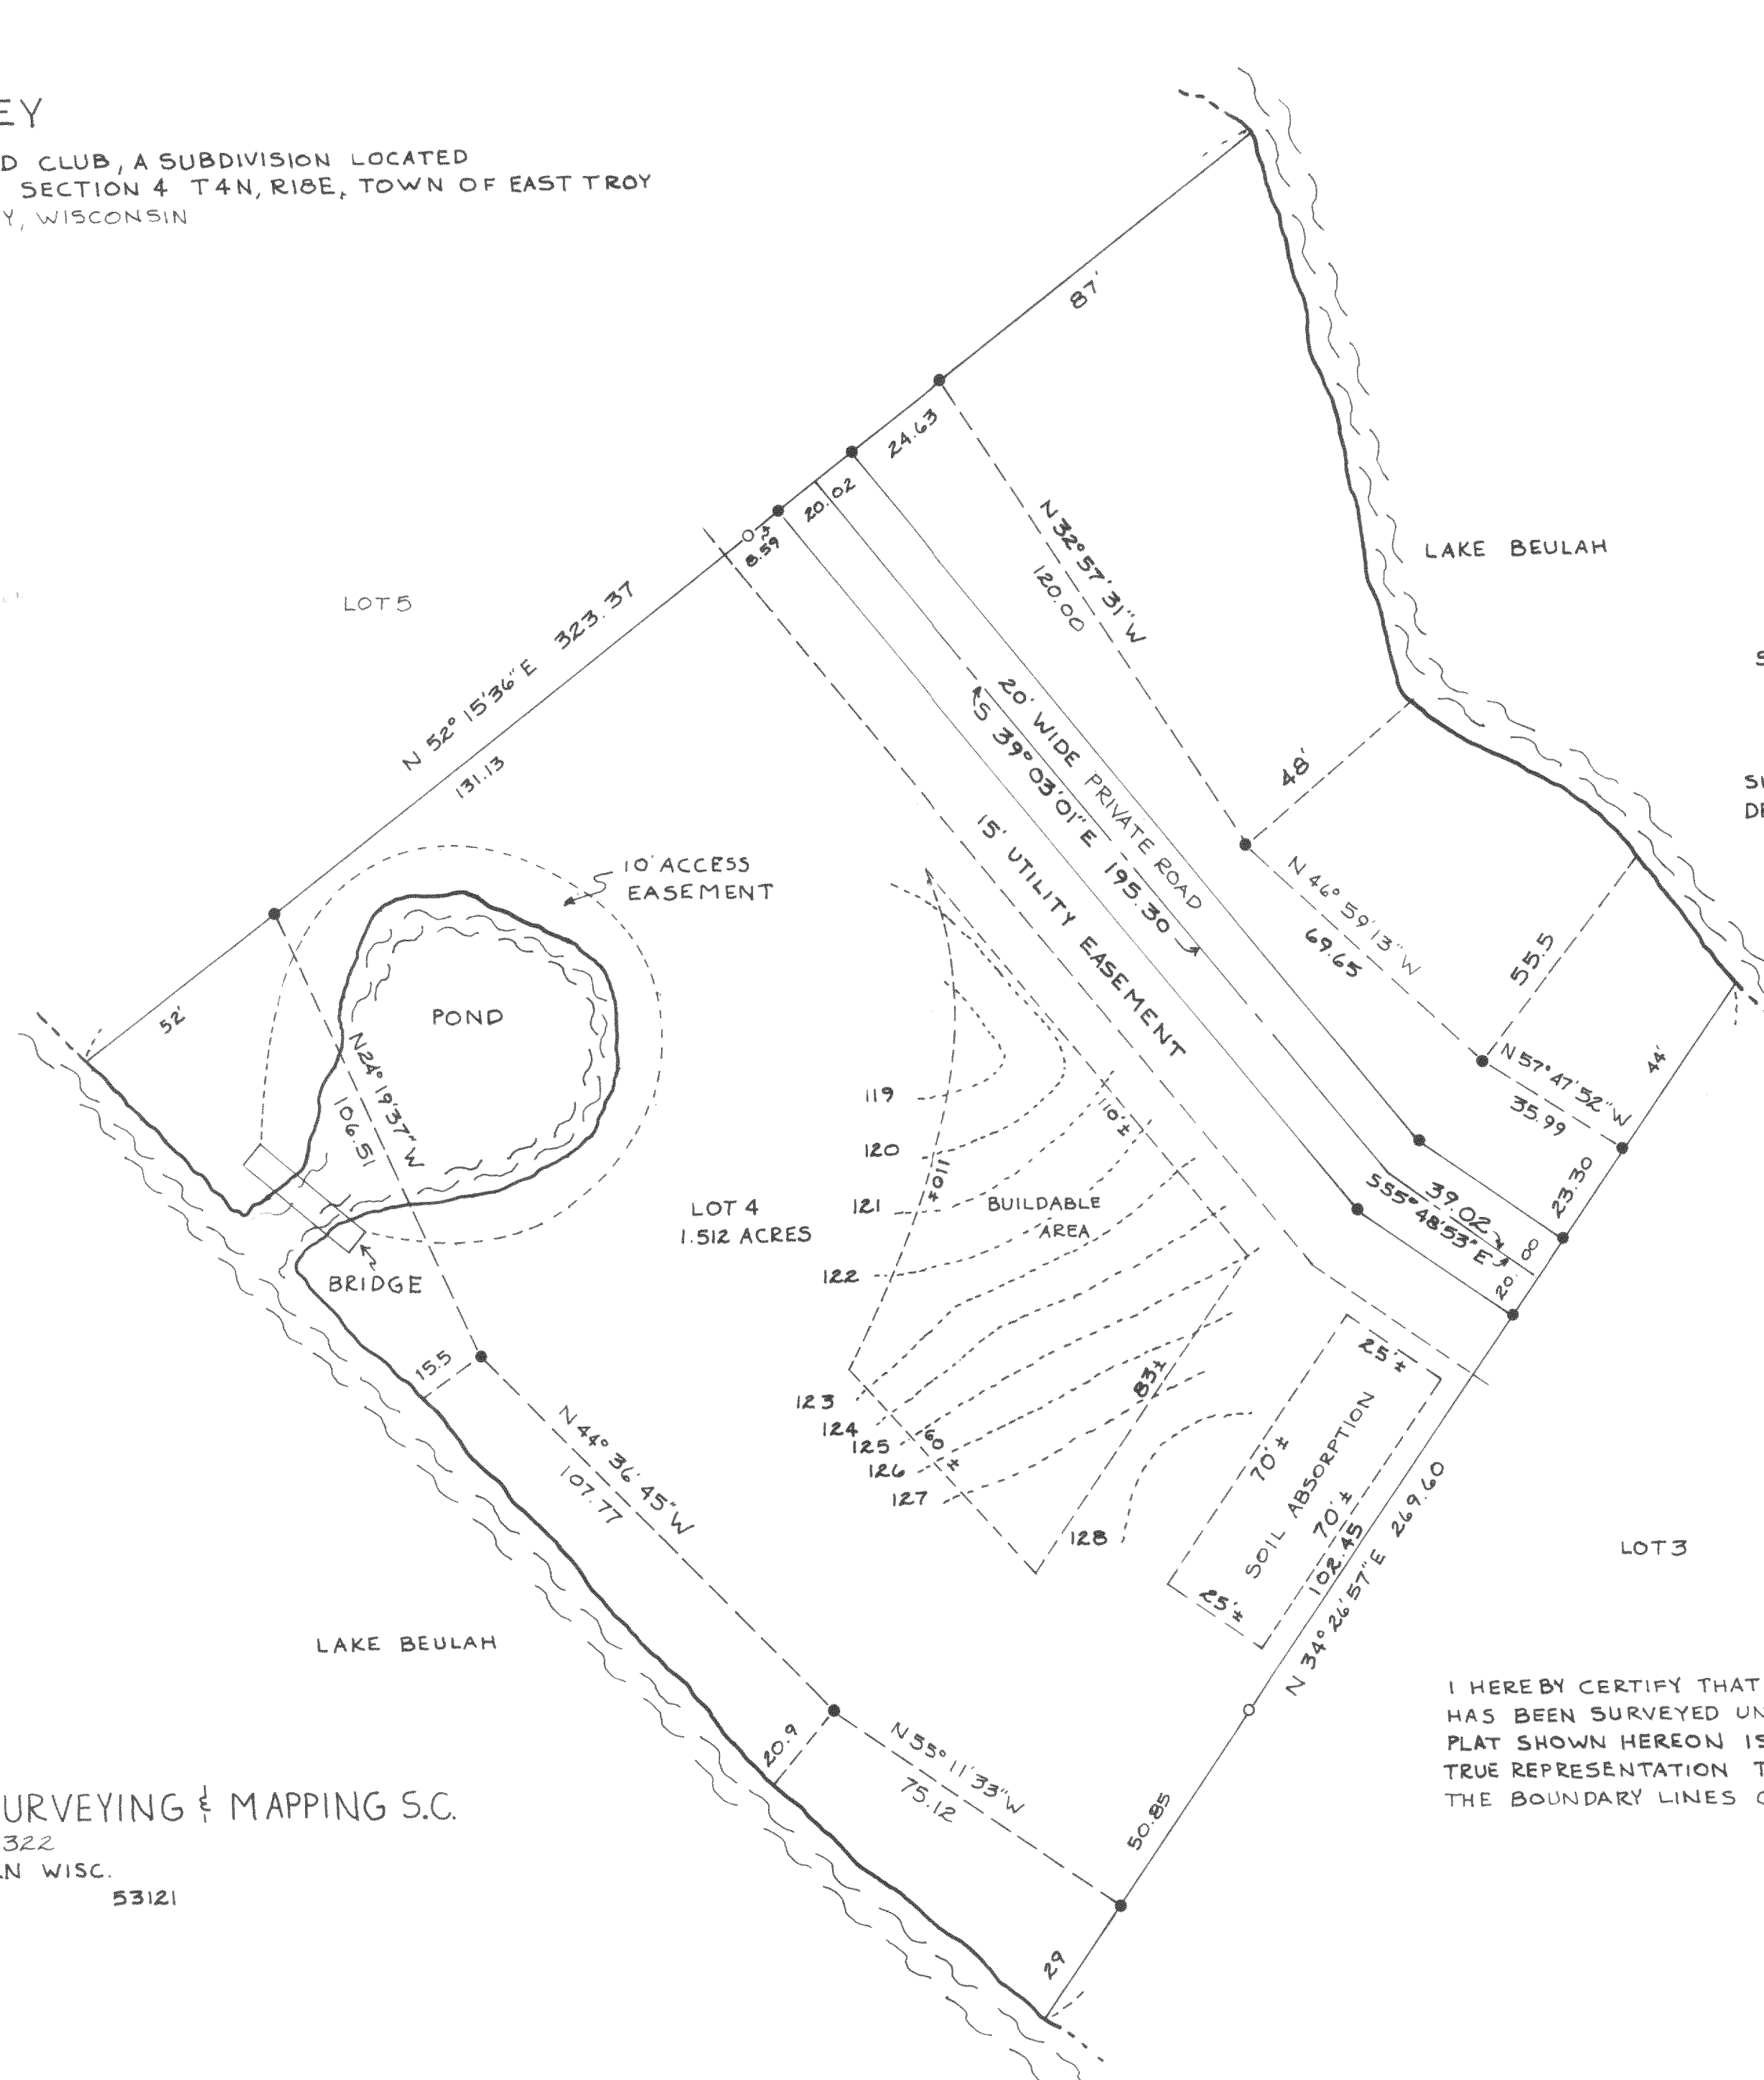 EY
D CLUB, A SUBDIVISION LOCATED
SECTION 4 T4N, R18E, TOWN OF EAST TROY
Y, WISCONSIN
87'
24.63
20.02
8.59
N 32° 57' 31" W
120.00
LAKE BEULAH
LOT 5
N 52° 15' 36" E 323.37
131.13
20' WIDE PRIVATE ROAD
S 39° 03' 01" E 195.30
15' UTILITY EASEMENT
48'
N 46° 59' 13" W
69.65
55.5
10' ACCESS
EASEMENT
POND
52'
N 24° 19' 37" W
106.51
N 57° 47' 52" W
35.99
44'
23.30
39.02
S55° 48' 53" E
20.00
119
120
121
122
123
124
125
126
127
128
110'±
110±
BUILDABLE
AREA
83±
60±
LOT 4
1.512 ACRES
BRIDGE
15.5
N 44° 36' 45" W
107.77
25'±
70'±
SOIL ABSORPTION
70'±
25'±
102.45
N 34° 26' 57" E 269.60
LOT 3
LAKE BEULAH
20.9
N 55° 11' 33" W
75.12
50.85
29
I HEREBY CERTIFY THAT
HAS BEEN SURVEYED UN
PLAT SHOWN HEREON IS
TRUE REPRESENTATION T
THE BOUNDARY LINES
URVEYING & MAPPING S.C.
322
N WISC.
53121